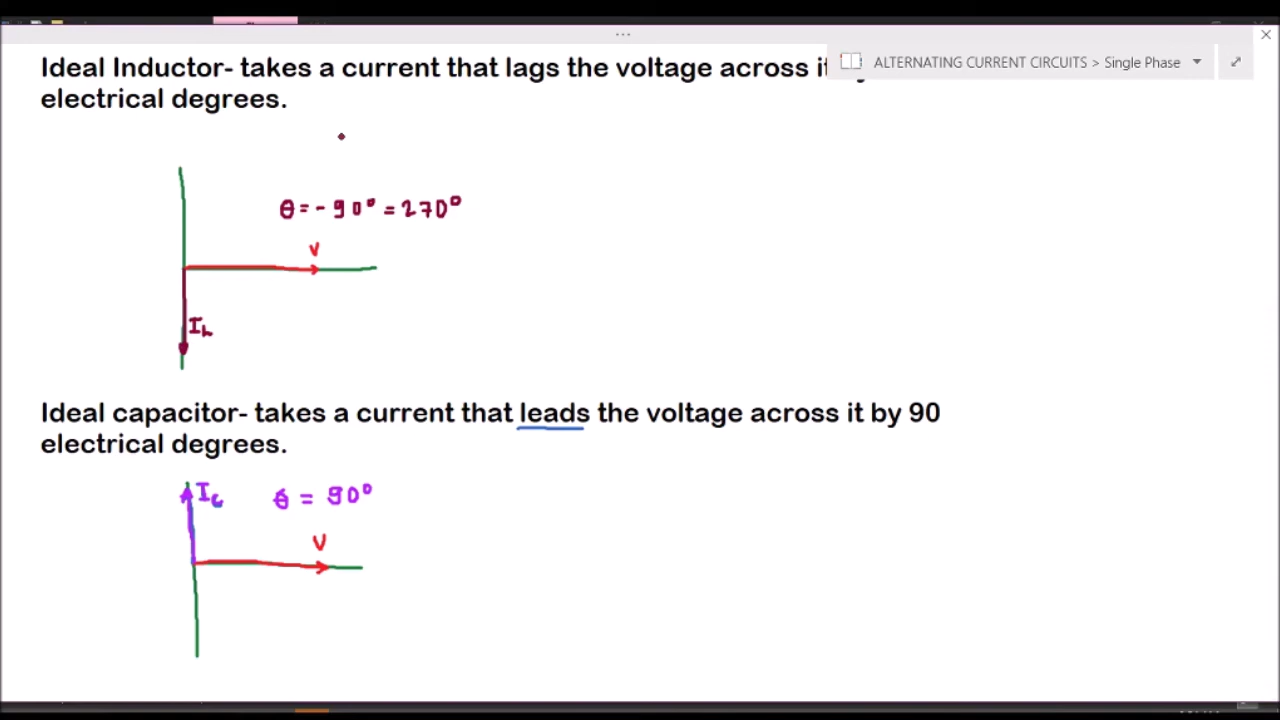 ALTERNATING CURRENT CIRCUITS > Single Phase
Ideal Inductor- takes a current that lags the voltage across
electrical degrees.
θ = - 90° = 270°
V
IL
Ideal capacitor- takes a current that leads the voltage across it by 90
electrical degrees.
Ic θ = 90°
V